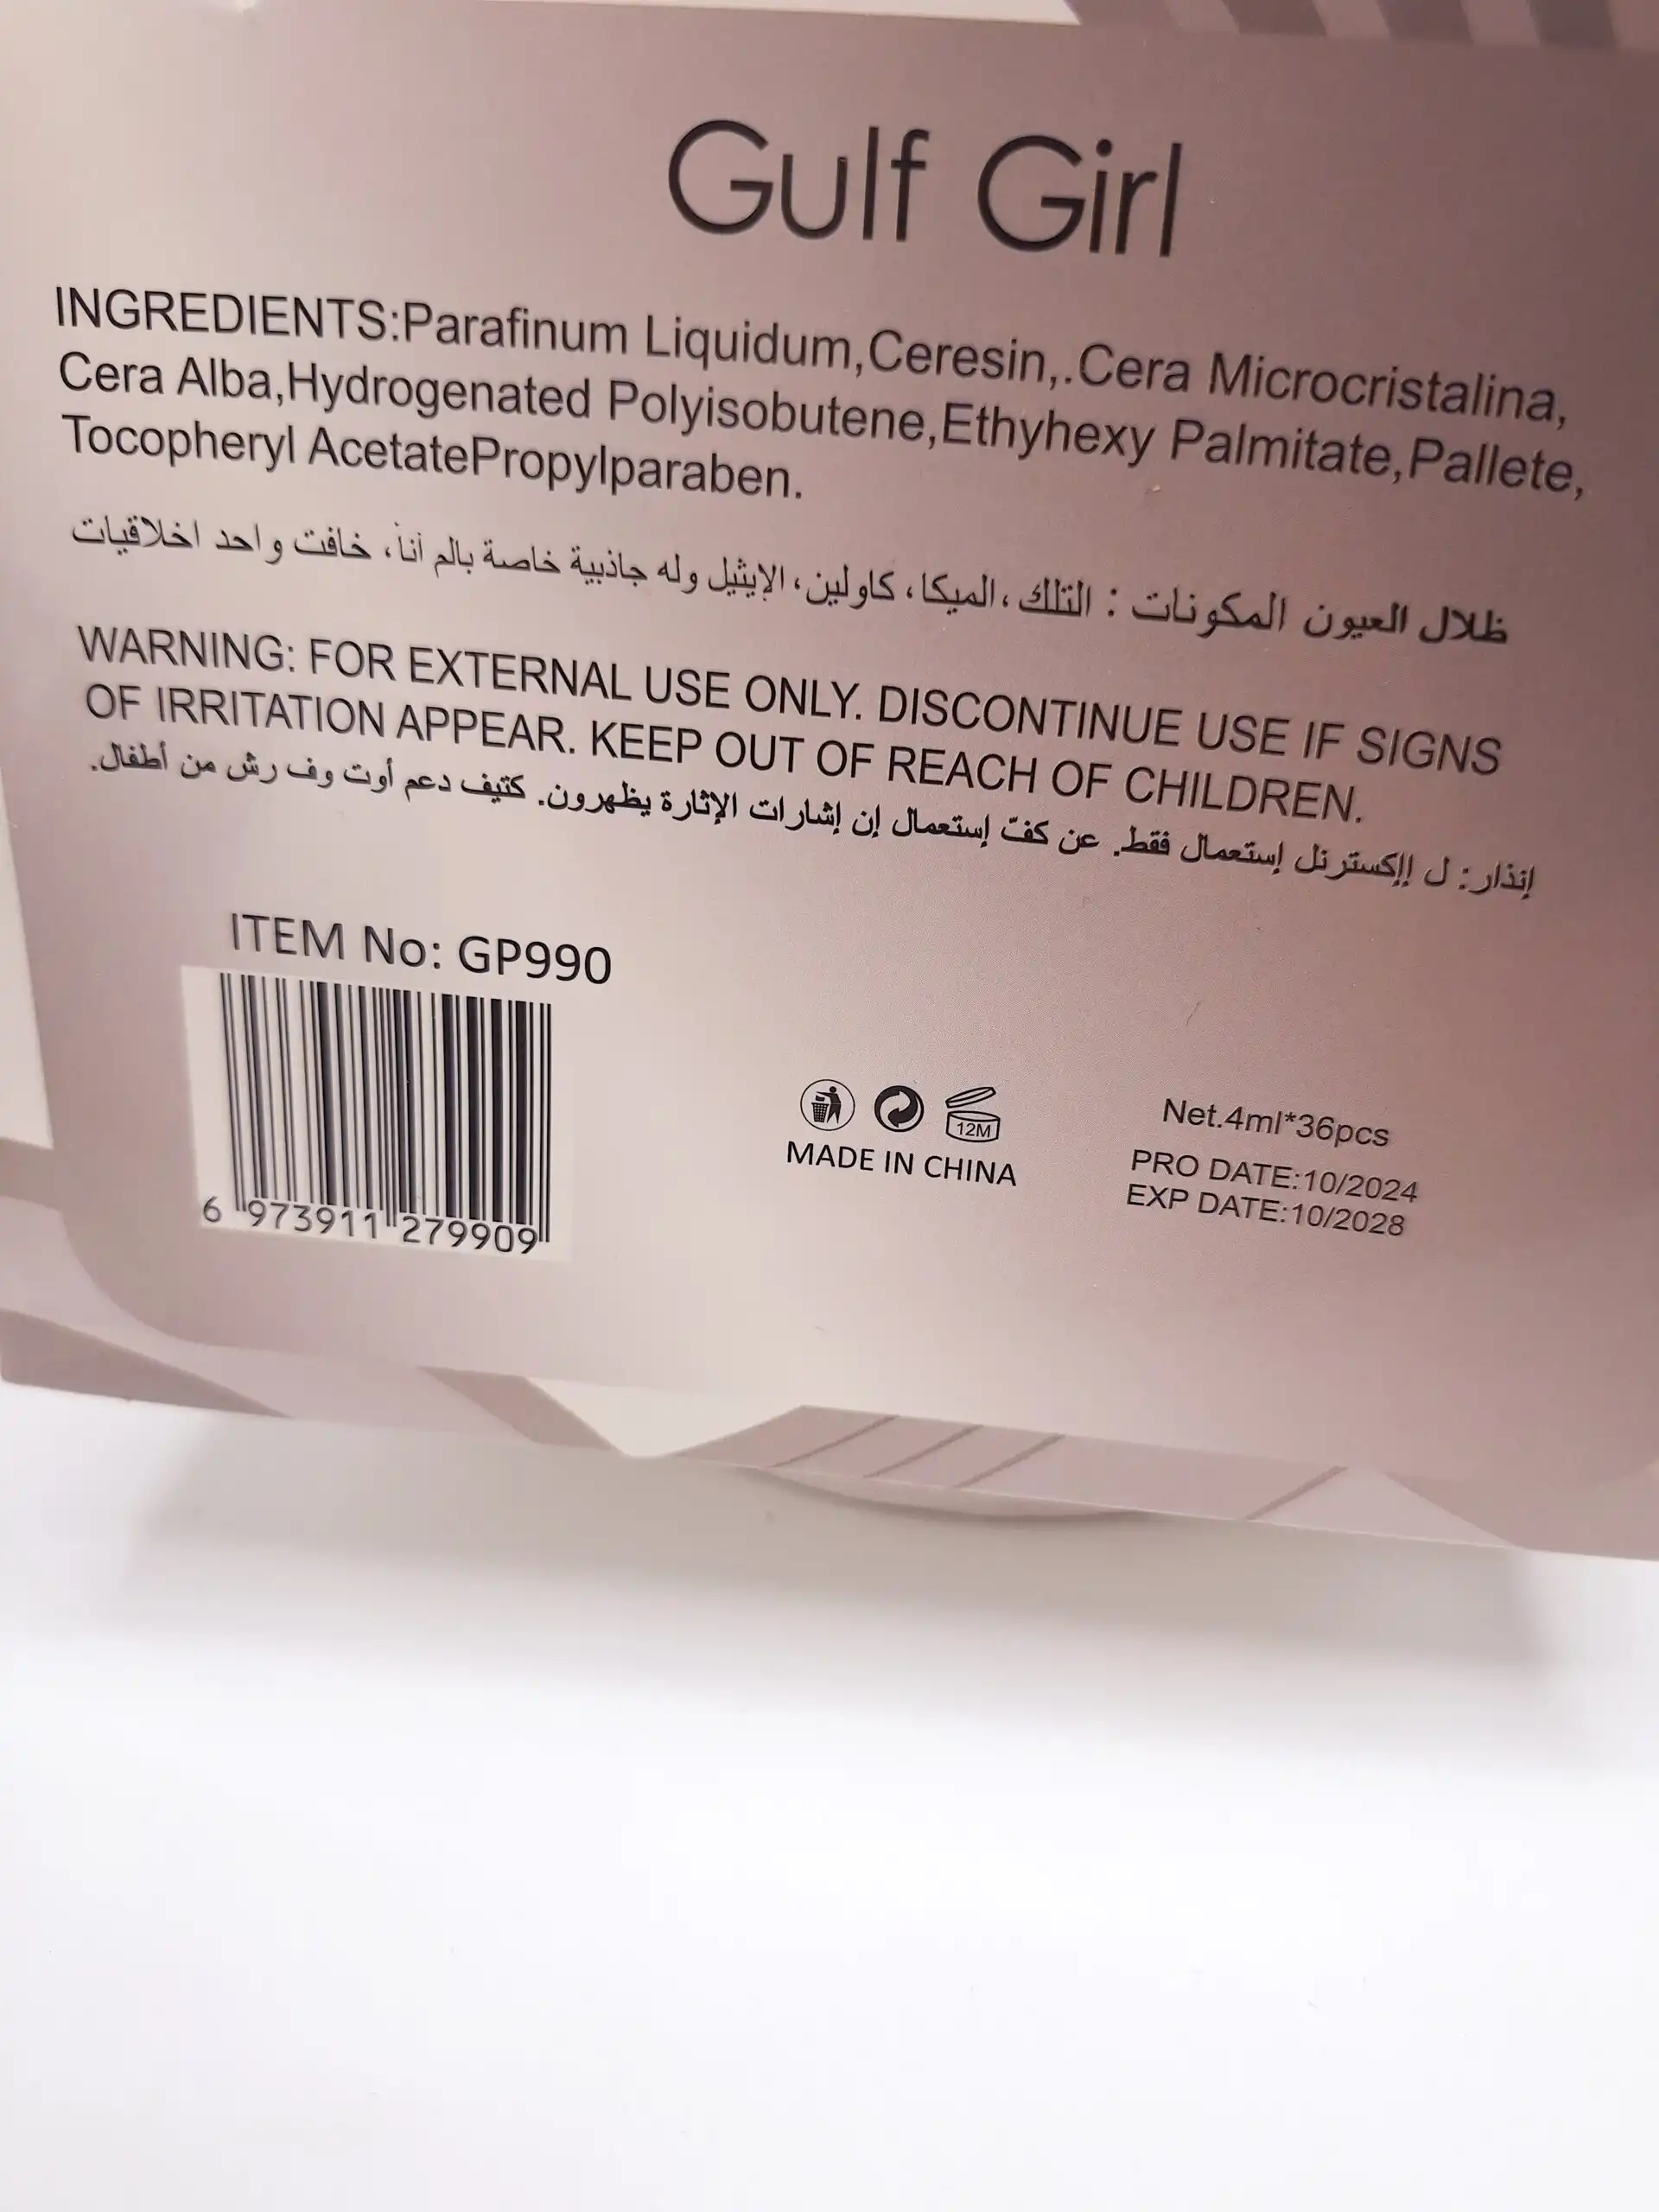 Gulf Girl
INGREDIENTS:Parafinum Liquidum,Ceresin,.Cera Microcristalina,
Cera Alba,Hydrogenated Polyisobutene,Ethyhexy Palmitate,Pallete,
Tocopheryl AcetatePropylparaben.
ظلال العيون المكونات : التلك، الميكا، كاولين، الإيثيل وله جاذبية خاصة بالم أنا، خافت واحد اخلاقيات
WARNING: FOR EXTERNAL USE ONLY. DISCONTINUE USE IF SIGNS
OF IRRITATION APPEAR. KEEP OUT OF REACH OF CHILDREN.
إنذار: ل إإكسترنل إستعمال فقط. عن كفتّ إستعمال إن إشارات الإثارة يظهرون. كتيف دعم أوت وف رش من أطفال.
ITEM No: GP990
6 973911 279909
12M
MADE IN CHINA
Net.4ml*36pcs
PRO DATE:10/2024
EXP DATE:10/2028